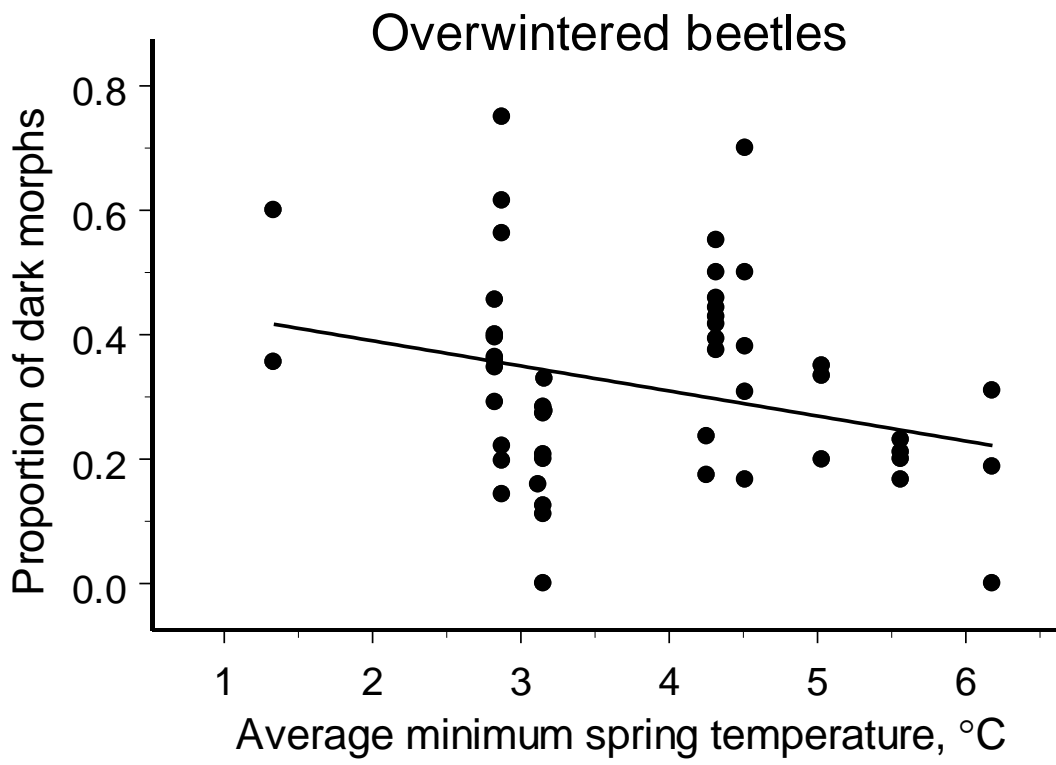 Overwintered beetles
Proportion of dark morphs
0.8
0.6
0.4
0.2
0.0
1 2 3 4 5 6
Average minimum spring temperature, °C